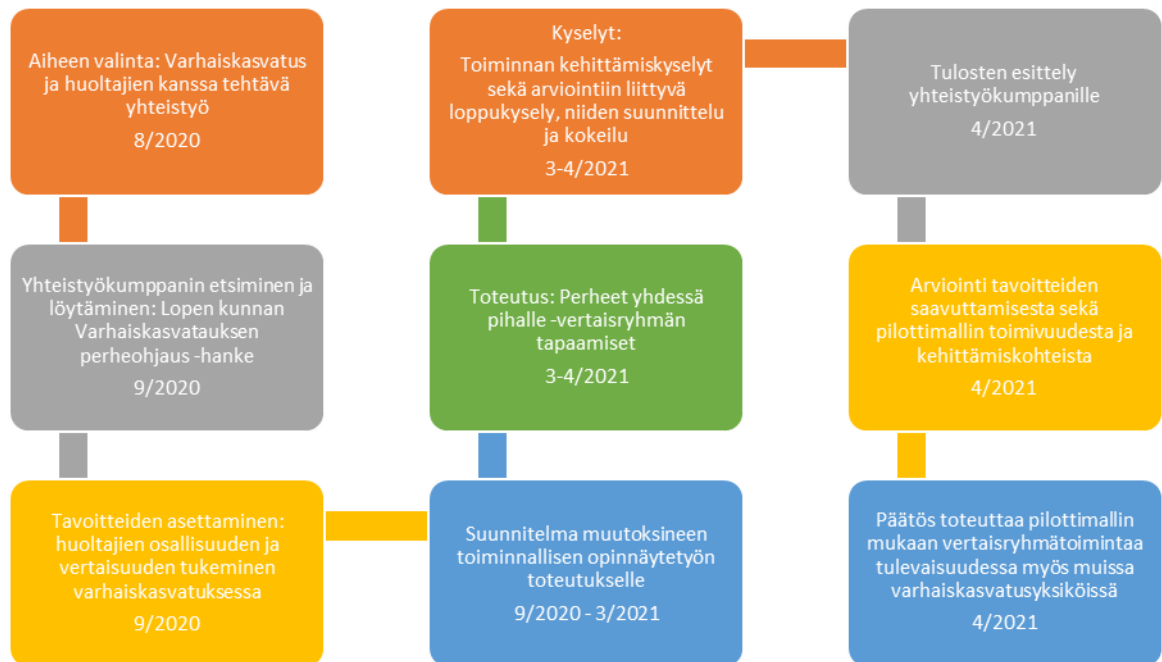 Aiheen valinta: Varhaiskasvatus
ja huoltajien kanssa tehtävä
yhteistyö
8/2020
Yhteistyökumppanin etsiminen ja
löytäminen: Lopen kunnan
Varhaiskasvatauksen
perheohjaus -hanke
9/2020
Tavoitteiden asettaminen:
huoltajien osallisuuden ja
vertaisuuden tukeminen
varhaiskasvatuksessa
9/2020
Suunnitelma muutoksineen
toiminnallisen opinnäytetyön
toteutukselle
9/2020 - 3/2021
Toteutus: Perheet yhdessä
pihalle -vertaisryhmän
tapaamiset
3-4/2021
Kyselyt:
Toiminnan kehittämiskyselyt
sekä arviointiin liittyvä
loppukysely, niiden suunnittelu
ja kokeilu
3-4/2021
Tulosten esittely
yhteistyökumppanille
4/2021
Arviointi tavoitteiden
saavuttamisesta sekä
pilottimallin toimivuudesta ja
kehittämiskohteista
4/2021
Päätös toteuttaa pilottimallin
mukaan vertaisryhmätoimintaa
tulevaisuudessa myös muissa
varhaiskasvatusyksiköissä
4/2021